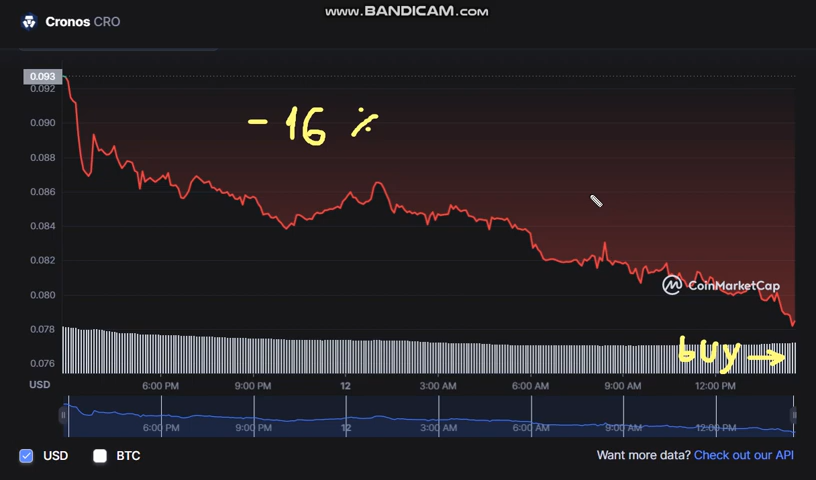 www.BANDICAM.com
Cronos CRO
0.093
0.092
0.090
- 16 %
0.088
0.086
0.084
0.082
CoinMarketCap
0.080
0.078
buy →
0.076
USD
6:00 PM 9:00 PM 12 3:00 AM 6:00 AM 9:00 AM 12:00 PM
6:00 PM 9:00 PM 12 3:00 AM 6:00 AM 9:00 AM 12:00 PM
USD BTC
Want more data? Check out our API